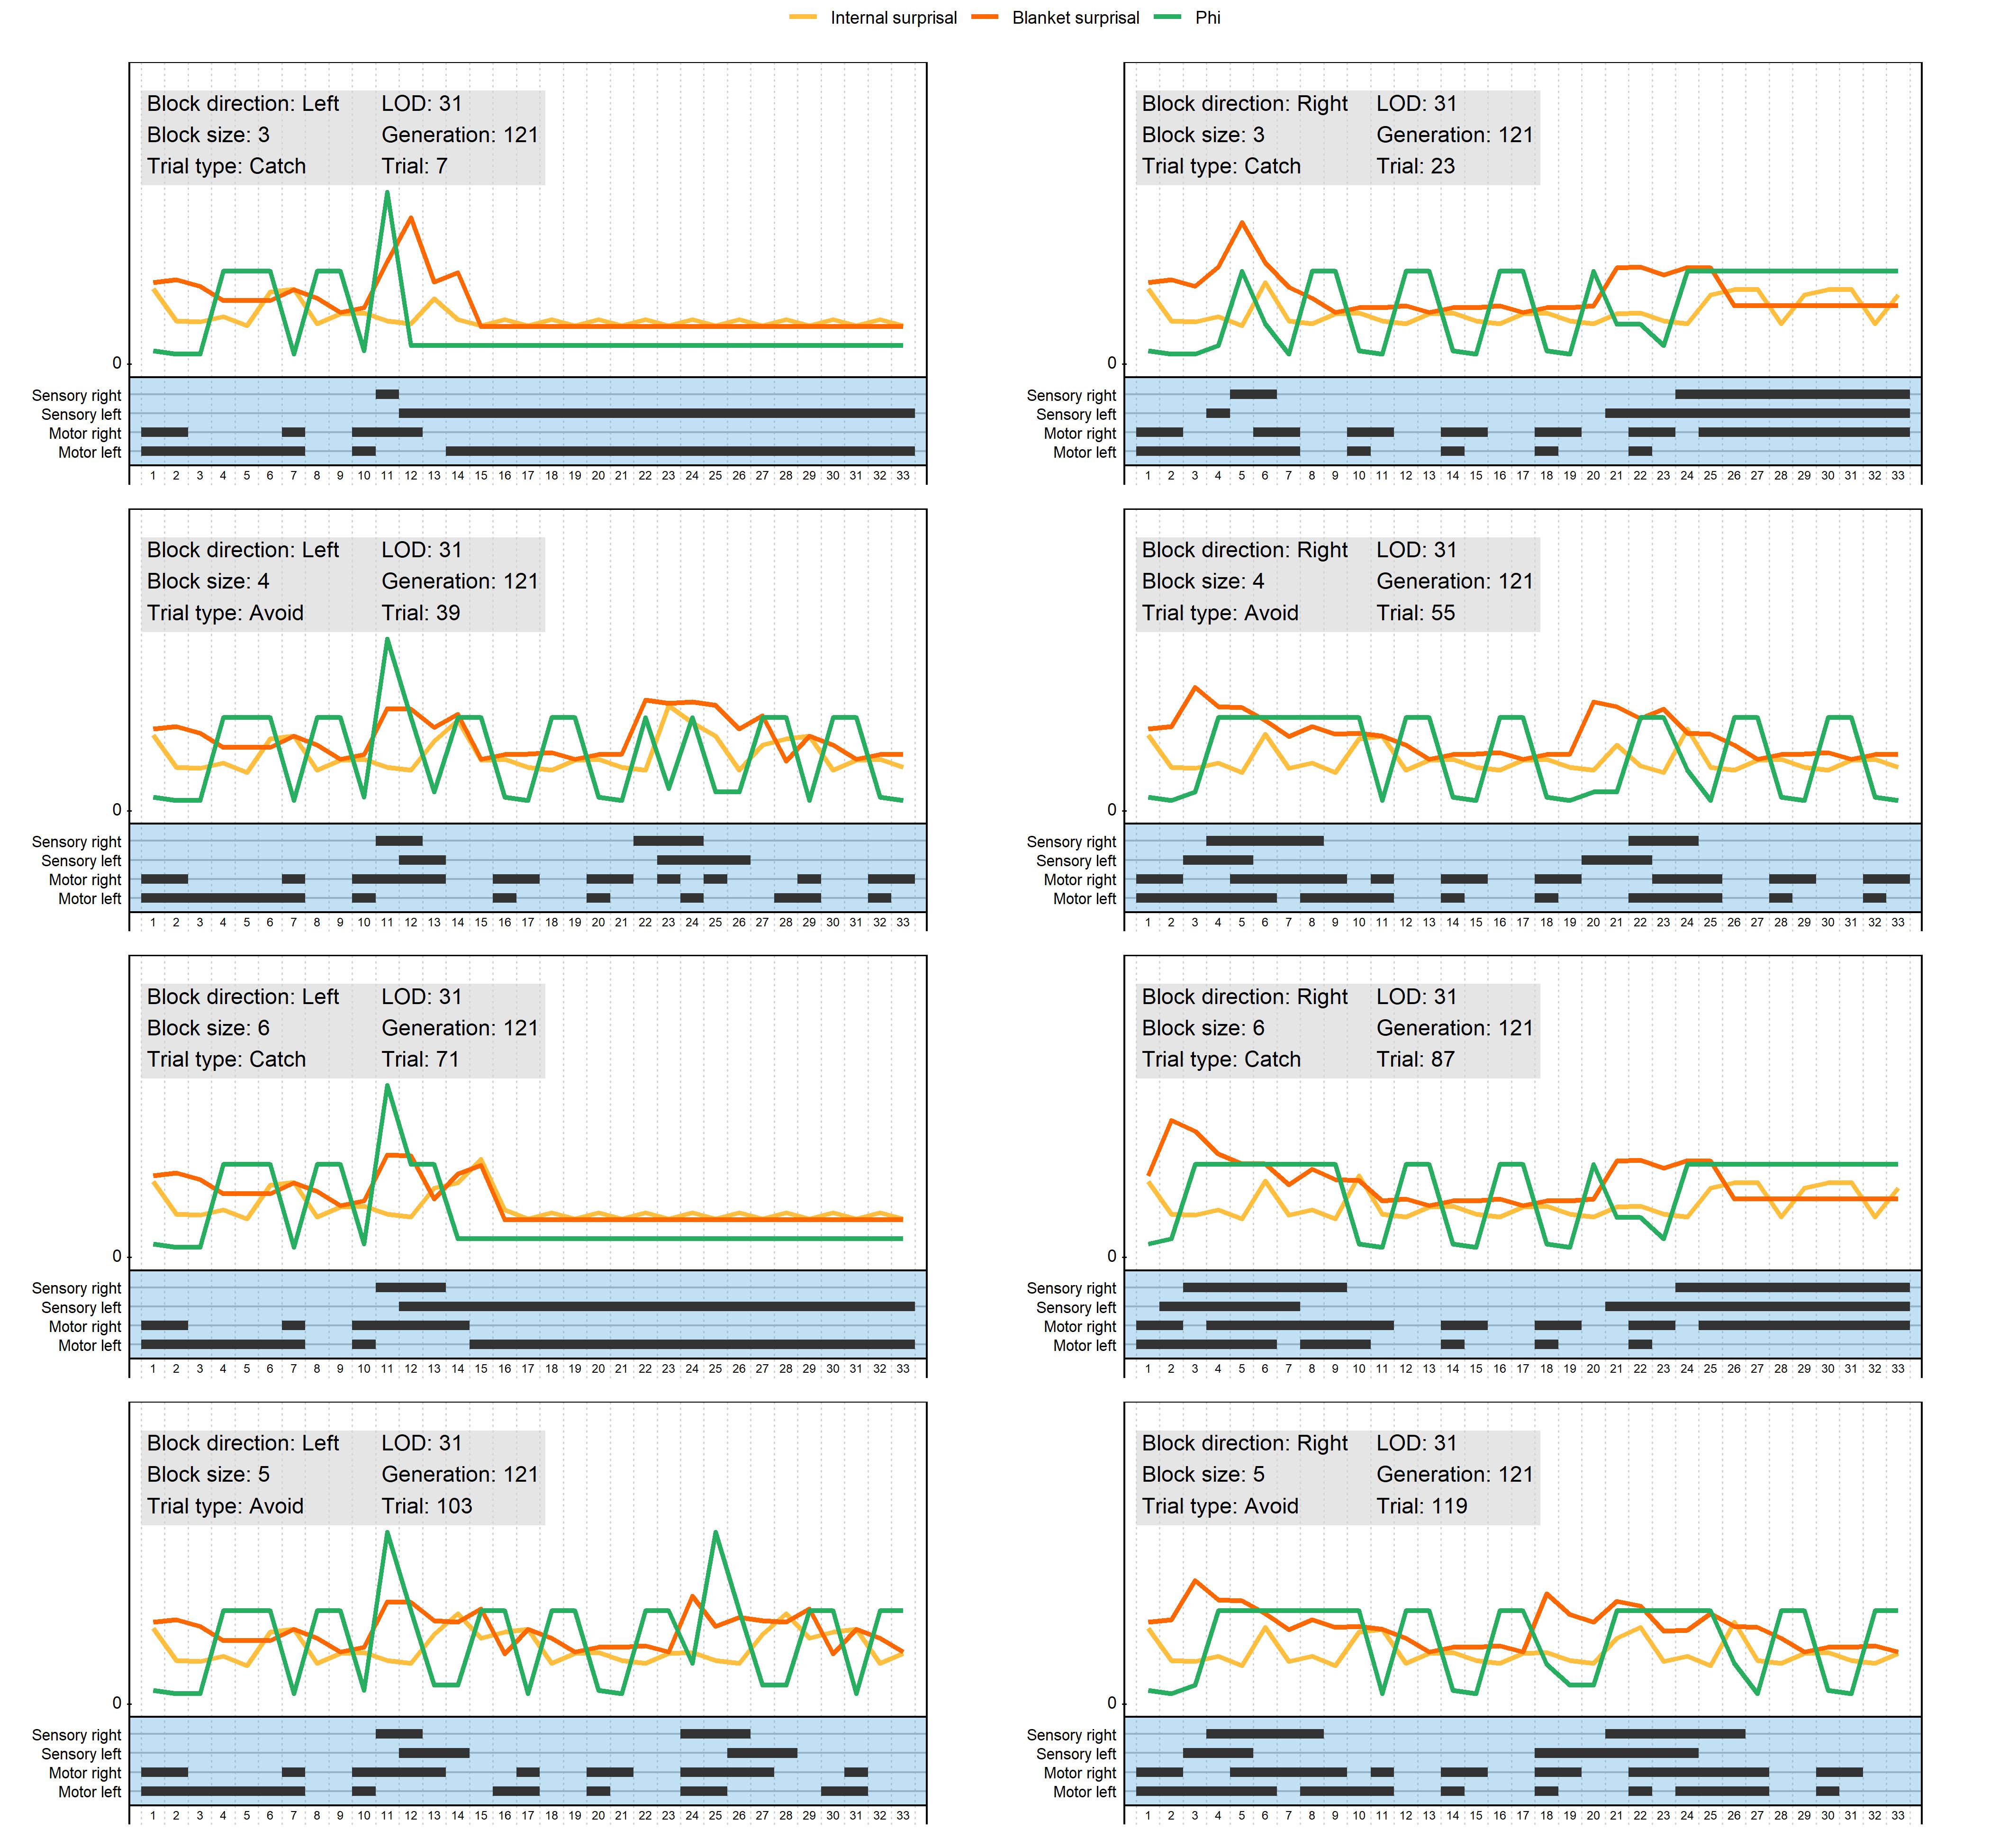 Internal surprisal Blanket surprisal Phi
Block direction: Left LOD: 31
Block size: 3 Generation: 121
Trial type: Catch Trial: 7
0
Sensory right
Sensory left
Motor right
Motor left
1 2 3 4 5 6 7 8 9 10 11 12 13 14 15 16 17 18 19 20 21 22 23 24 25 26 27 28 29 30 31 32 33
Block direction: Right LOD: 31
Block size: 3 Generation: 121
Trial type: Catch Trial: 23
0
Sensory right
Sensory left
Motor right
Motor left
1 2 3 4 5 6 7 8 9 10 11 12 13 14 15 16 17 18 19 20 21 22 23 24 25 26 27 28 29 30 31 32 33
Block direction: Left LOD: 31
Block size: 4 Generation: 121
Trial type: Avoid Trial: 39
0
Sensory right
Sensory left
Motor right
Motor left
1 2 3 4 5 6 7 8 9 10 11 12 13 14 15 16 17 18 19 20 21 22 23 24 25 26 27 28 29 30 31 32 33
Block direction: Right LOD: 31
Block size: 4 Generation: 121
Trial type: Avoid Trial: 55
0
Sensory right
Sensory left
Motor right
Motor left
1 2 3 4 5 6 7 8 9 10 11 12 13 14 15 16 17 18 19 20 21 22 23 24 25 26 27 28 29 30 31 32 33
Block direction: Left LOD: 31
Block size: 6 Generation: 121
Trial type: Catch Trial: 71
0
Sensory right
Sensory left
Motor right
Motor left
1 2 3 4 5 6 7 8 9 10 11 12 13 14 15 16 17 18 19 20 21 22 23 24 25 26 27 28 29 30 31 32 33
Block direction: Right LOD: 31
Block size: 6 Generation: 121
Trial type: Catch Trial: 87
0
Sensory right
Sensory left
Motor right
Motor left
1 2 3 4 5 6 7 8 9 10 11 12 13 14 15 16 17 18 19 20 21 22 23 24 25 26 27 28 29 30 31 32 33
Block direction: Left LOD: 31
Block size: 5 Generation: 121
Trial type: Avoid Trial: 103
0
Sensory right
Sensory left
Motor right
Motor left
1 2 3 4 5 6 7 8 9 10 11 12 13 14 15 16 17 18 19 20 21 22 23 24 25 26 27 28 29 30 31 32 33
Block direction: Right LOD: 31
Block size: 5 Generation: 121
Trial type: Avoid Trial: 119
0
Sensory right
Sensory left
Motor right
Motor left
1 2 3 4 5 6 7 8 9 10 11 12 13 14 15 16 17 18 19 20 21 22 23 24 25 26 27 28 29 30 31 32 33